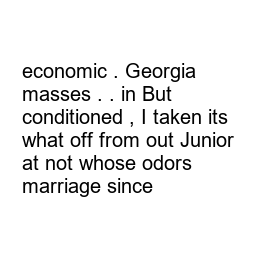 economic . Georgia
masses . . in But
conditioned , I taken its
what off from out Junior
at not whose odors
marriage since